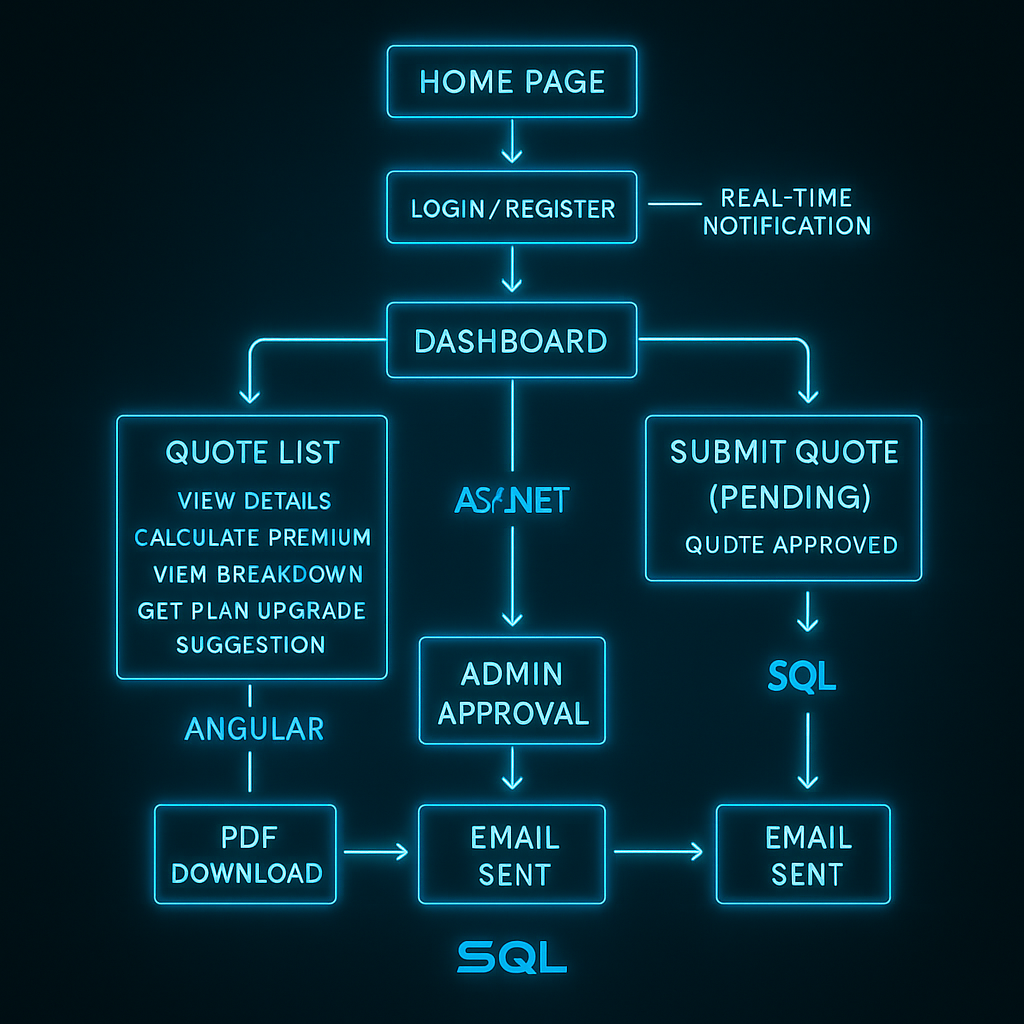 HOME PAGE
LOGIN / REGISTER
REAL-TIME
NOTIFICATION
DASHBOARD
QUOTE LIST
VIEW DETAILS
CALCULATE PREMIUM
VIEM BREAKDOWN
GET PLAN UPGRADE
SUGGESTION
SUBMIT QUOTE
(PENDING)
QUDTE APPROVED
ADMIN
APPROVAL
SQL
ANGULAR
PDF
DOWNLOAD
EMAIL
SENT
EMAIL
SENT
SQL